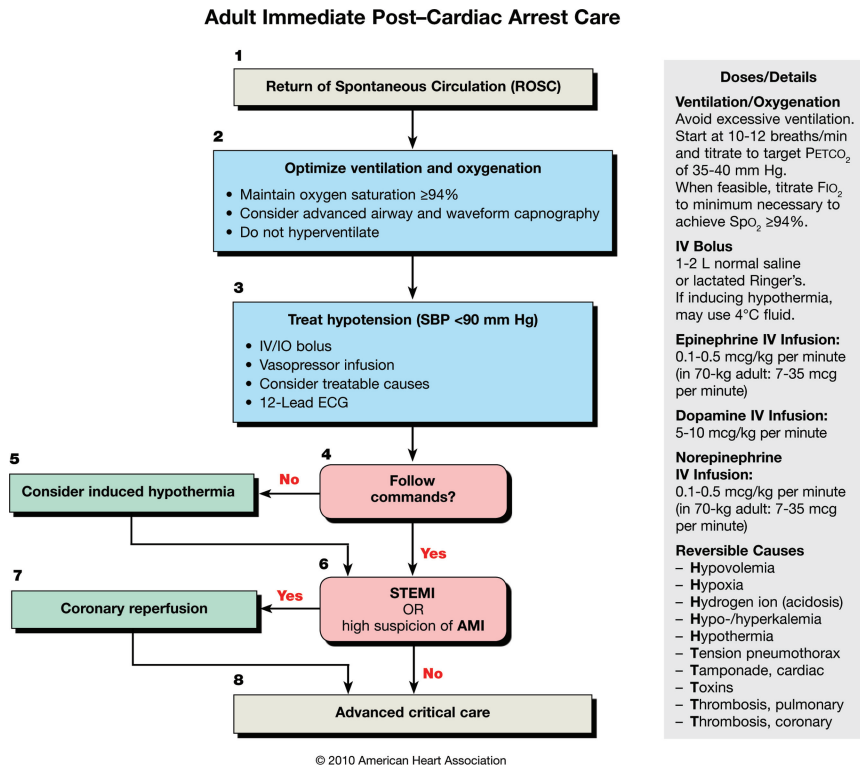 Adult Immediate Post–Cardiac Arrest Care
1
Return of Spontaneous Circulation (ROSC)
2
Optimize ventilation and oxygenation
• Maintain oxygen saturation ≥94%
• Consider advanced airway and waveform capnography
• Do not hyperventilate
3
Treat hypotension (SBP <90 mm Hg)
• IV/IO bolus
• Vasopressor infusion
• Consider treatable causes
• 12-Lead ECG
4
Follow
commands?
No
5
Consider induced hypothermia
Yes
6
STEMI
OR
high suspicion of AMI
Yes
7
Coronary reperfusion
No
8
Advanced critical care
Doses/Details
Ventilation/Oxygenation
Avoid excessive ventilation.
Start at 10-12 breaths/min
and titrate to target PETCO₂
of 35-40 mm Hg.
When feasible, titrate FIO₂
to minimum necessary to
achieve SpO₂ ≥94%.
IV Bolus
1-2 L normal saline
or lactated Ringer’s.
If inducing hypothermia,
may use 4°C fluid.
Epinephrine IV Infusion:
0.1-0.5 mcg/kg per minute
(in 70-kg adult: 7-35 mcg
per minute)
Dopamine IV Infusion:
5-10 mcg/kg per minute
Norepinephrine
IV Infusion:
0.1-0.5 mcg/kg per minute
(in 70-kg adult: 7-35 mcg
per minute)
Reversible Causes
– Hypovolemia
– Hypoxia
– Hydrogen ion (acidosis)
– Hypo-/hyperkalemia
– Hypothermia
– Tension pneumothorax
– Tamponade, cardiac
– Toxins
– Thrombosis, pulmonary
– Thrombosis, coronary
© 2010 American Heart Association